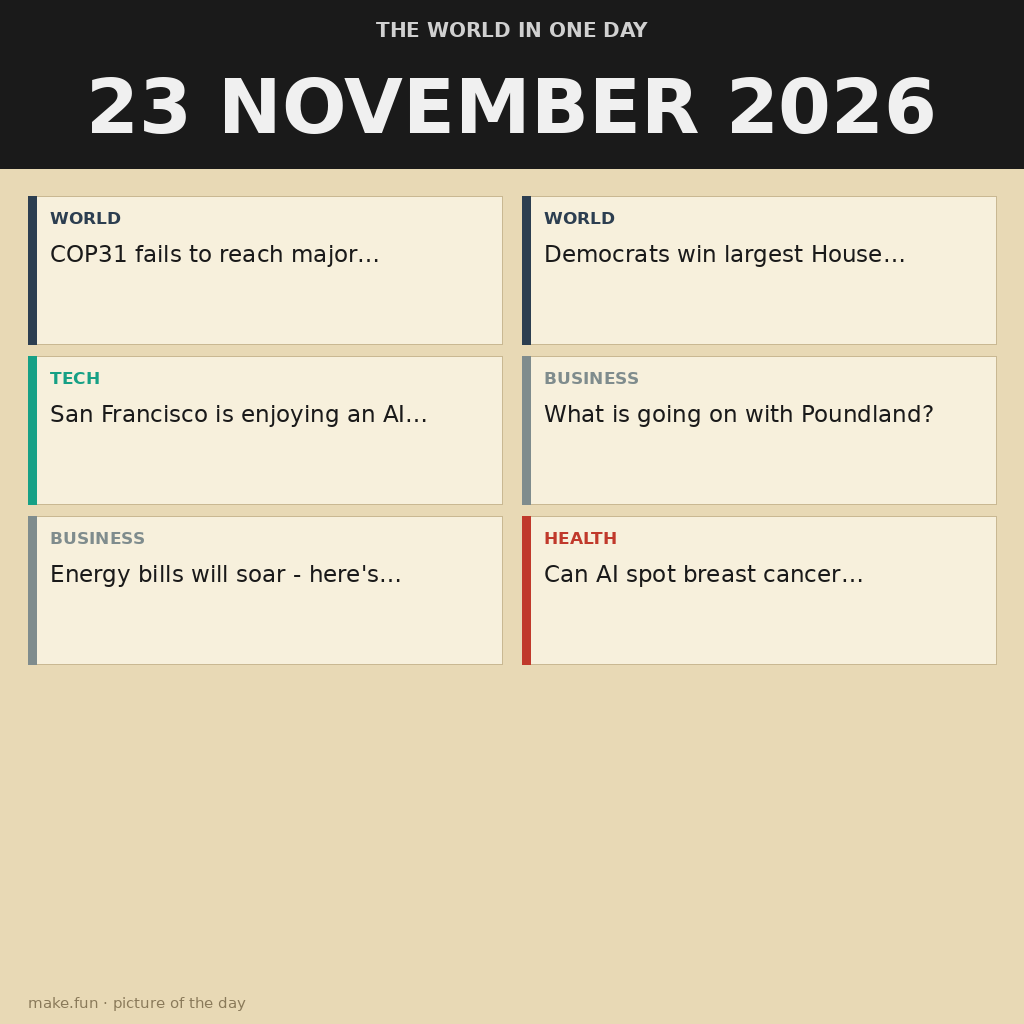 THE WORLD IN ONE DAY
23 NOVEMBER 2026
WORLD
COP31 fails to reach major…
WORLD
Democrats win largest House…
TECH
San Francisco is enjoying an AI…
BUSINESS
What is going on with Poundland?
BUSINESS
Energy bills will soar - here's…
HEALTH
Can AI spot breast cancer…
make.fun · picture of the day